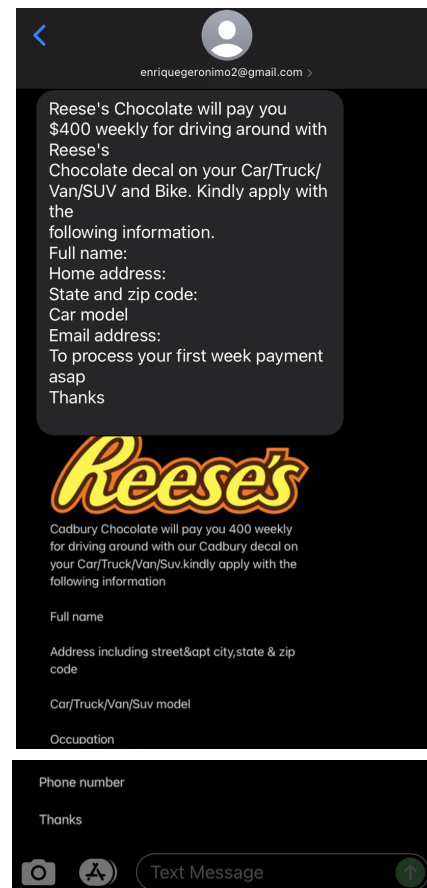 enriquegeronimo2@gmail.com >
Reese's Chocolate will pay you
$400 weekly for driving around with
Reese's
Chocolate decal on your Car/Truck/
Van/SUV and Bike. Kindly apply with
the
following information.
Full name:
Home address:
State and zip code:
Car model
Email address:
To process your first week payment
asap
Thanks
Reese's
Cadbury Chocolate will pay you 400 weekly
for driving around with our Cadbury decal on
your Car/Truck/Van/Suv.kindly apply with the
following information
Full name
Address including street&apt city,state & zip
code
Car/Truck/Van/Suv model
Occupation
Phone number
Thanks
Text Message